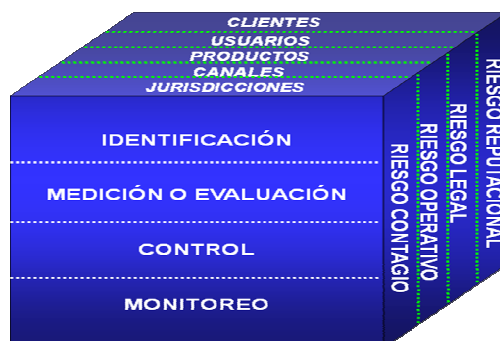 CLIENTES
USUARIOS
PRODUCTOS
CANALES
JURISDICCIONES
IDENTIFICACIÓN
MEDICIÓN O EVALUACIÓN
CONTROL
MONITOREO
RIESGO CONTAGIO
RIESGO OPERATIVO
RIESGO LEGAL
RIESGO REPUTACIONAL